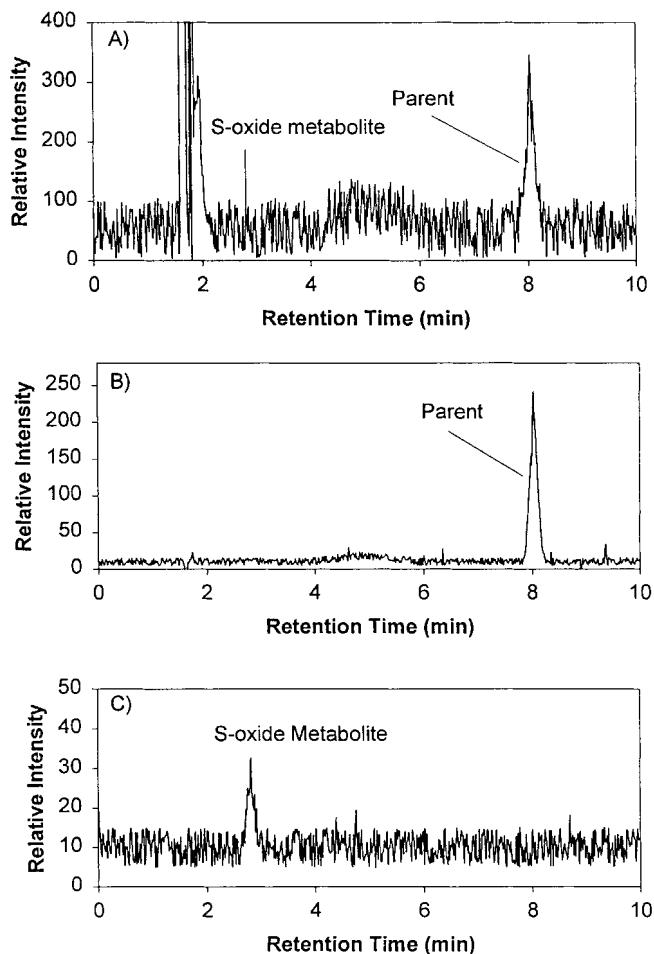 A)
400
300
200
100
0
Relative Intensity
S-oxide metabolite
Parent
0 2 4 6 8 10
Retention Time (min)
B)
250
200
150
100
50
0
Relative Intensity
Parent
0 2 4 6 8 10
Retention Time (min)
C)
50
40
30
20
10
0
Relative Intensity
S-oxide Metabolite
0 2 4 6 8 10
Retention Time (min)